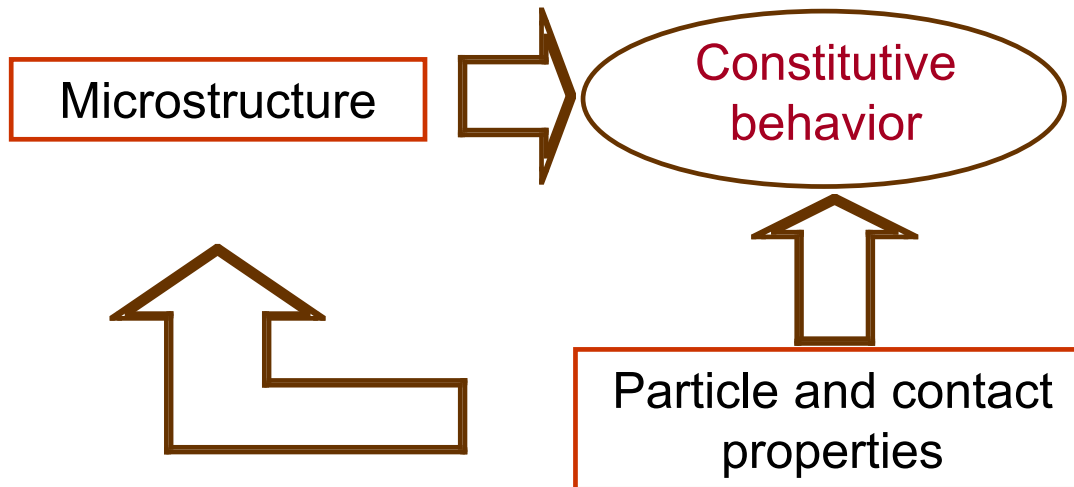 Microstructure
Constitutive
behavior
Particle and contact
properties